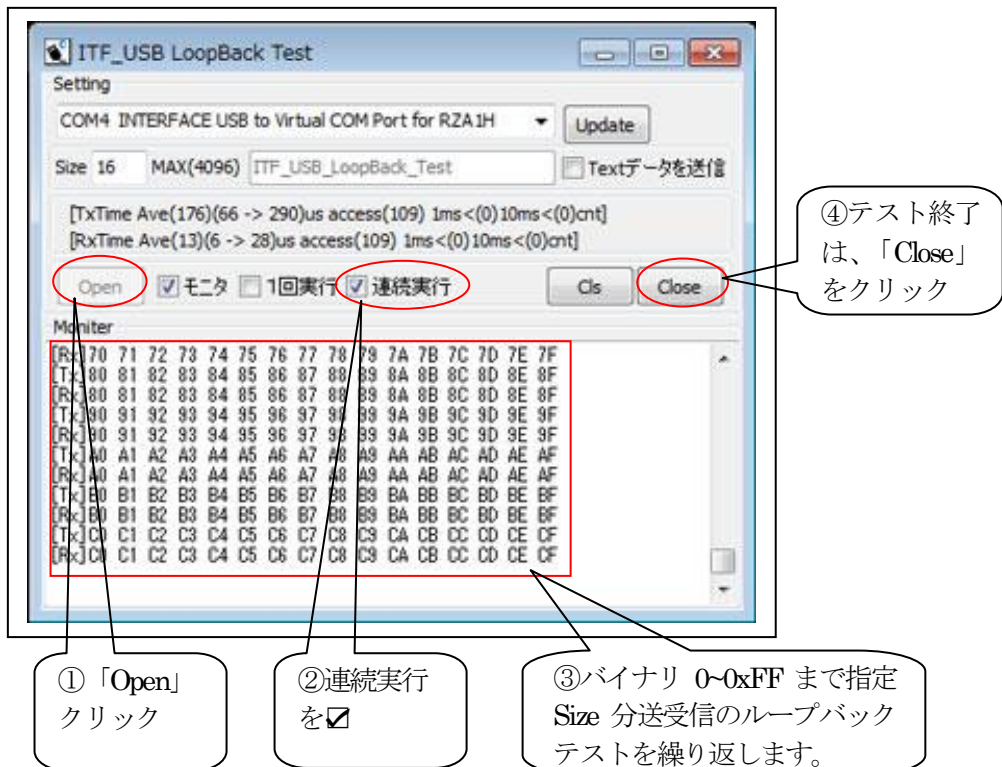 ITF_USB LoopBack Test
Setting
COM4 INTERFACE USB to Virtual COM Port for RZA1H
Update
Size 16 MAX(4096) ITF_USB_LoopBack_Test Textデータを送信
[TxTime Ave(176)(66 -> 290)us access(109) 1ms<(0)10ms<(0)cnt]
[RxTime Ave(13)(6 -> 28)us access(109) 1ms<(0)10ms<(0)cnt]
Open モニタ 1回実行 連続実行 Cls Close
Moniter
[Rx]70 71 72 73 74 75 76 77 78 79 7A 7B 7C 7D 7E 7F
[Tx]80 81 82 83 84 85 86 87 88 89 8A 8B 8C 8D 8E 8F
[Rx]80 81 82 83 84 85 86 87 88 89 8A 8B 8C 8D 8E 8F
[Tx]90 91 92 93 94 95 96 97 98 99 9A 9B 9C 9D 9E 9F
[Rx]90 91 92 93 94 95 96 97 98 99 9A 9B 9C 9D 9E 9F
[Tx]A0 A1 A2 A3 A4 A5 A6 A7 A8 A9 AA AB AC AD AE AF
[Rx]A0 A1 A2 A3 A4 A5 A6 A7 A8 A9 AA AB AC AD AE AF
[Tx]B0 B1 B2 B3 B4 B5 B6 B7 B8 B9 BA BB BC BD BE BF
[Rx]B0 B1 B2 B3 B4 B5 B6 B7 B8 B9 BA BB BC BD BE BF
[Tx]C0 C1 C2 C3 C4 C5 C6 C7 C8 C9 CA CB CC CD CE CF
[Rx]C0 C1 C2 C3 C4 C5 C6 C7 C8 C9 CA CB CC CD CE CF
④テスト終了
は、「Close」
をクリック
①「Open」
クリック
②連続実行
を☑
③バイナリ 0~0xFF まで指定
Size 分送受信のループバック
テストを繰り返します。